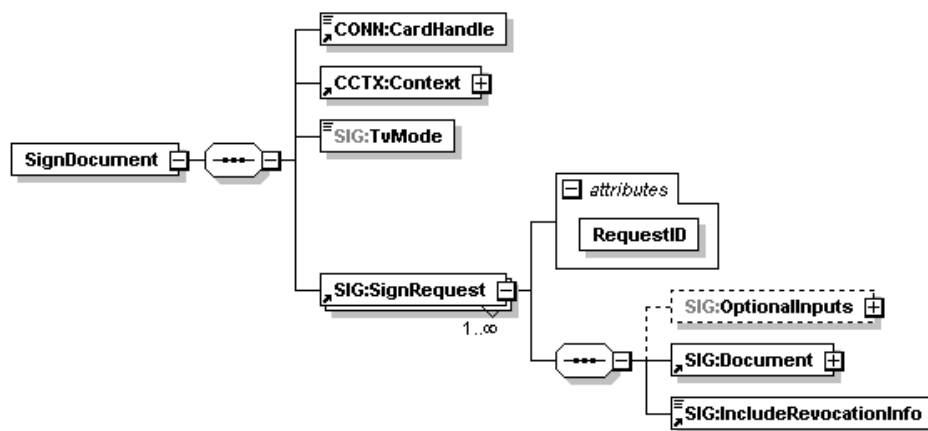 CONN:CardHandle
CCTX:Context
SIG:TvMode
SignDocument
attributes
RequestID
SIG:SignRequest
1..∞
SIG:OptionalInputs
SIG:Document
SIG:IncludeRevocationInfo